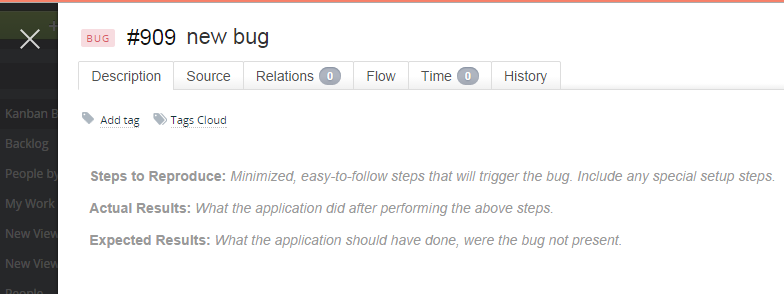 BUG #909 new bug
Description Source Relations 0 Flow Time 0 History
Add tag Tags Cloud
Kanban B
Backlog
People by
My Work
New View
New View
People
Steps to Reproduce: Minimized, easy-to-follow steps that will trigger the bug. Include any special setup steps.
Actual Results: What the application did after performing the above steps.
Expected Results: What the application should have done, were the bug not present.